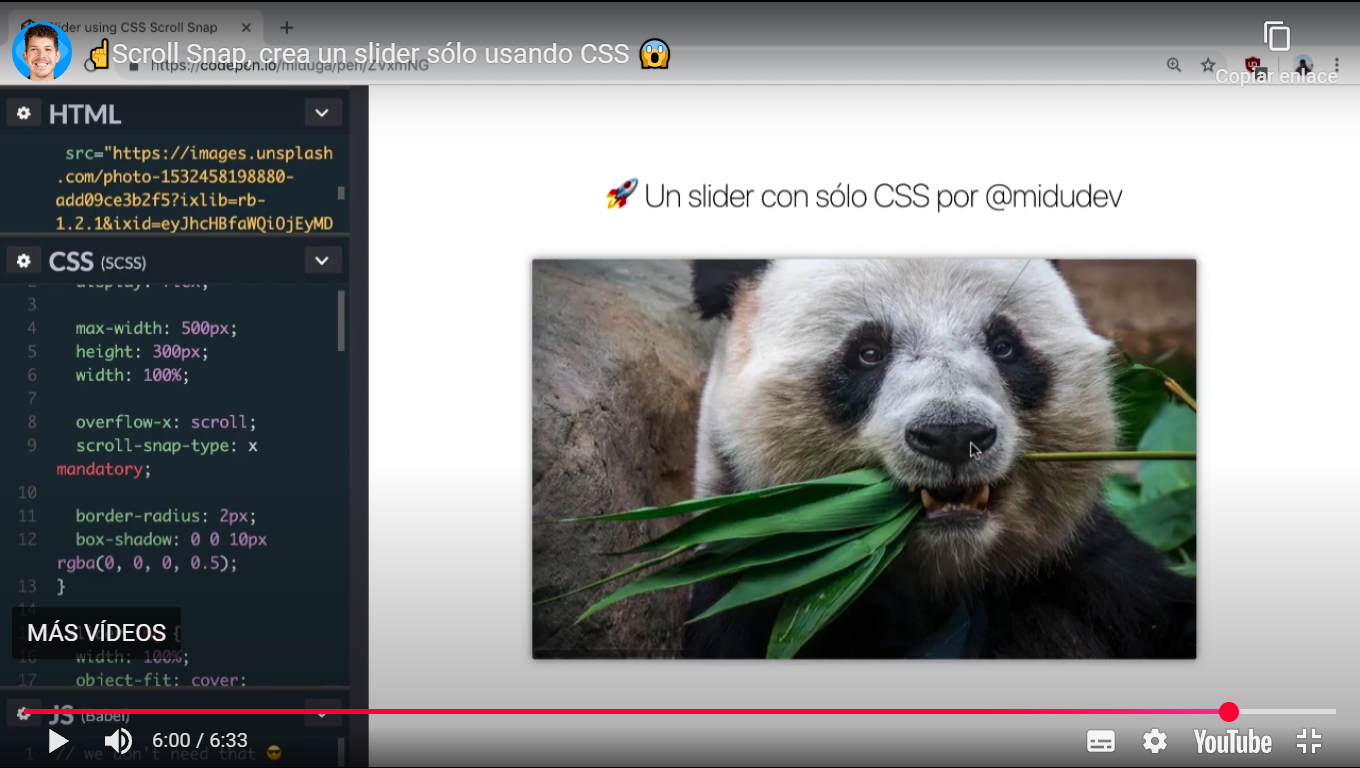 Slider using CSS Scroll Snap
☝️Scroll Snap, crea un slider sólo usando CSS 😱
https://codepen.io/midudev/pen/ZVxmNG
Copiar enlace
HTML
src="https://images.unsplash
.com/photo-1532458198880-
add09ce3b2f5?ixlib=rb-
1.2.1&ixid=eyJhcHBfaWQiOjEyMD
CSS (SCSS)
2 display: flex;
3
4 max-width: 500px;
5 height: 300px;
6 width: 100%;
7
8 overflow-x: scroll;
9 scroll-snap-type: x
mandatory;
10
11 border-radius: 2px;
12 box-shadow: 0 0 10px
rgba(0, 0, 0, 0.5);
13 }
14
{
16 width: 100%;
17 object-fit: cover;
JS (Babel)
1 // we don't need that 😎
🚀 Un slider con sólo CSS por @midudev
MÁS VÍDEOS
6:00 / 6:33
YouTube